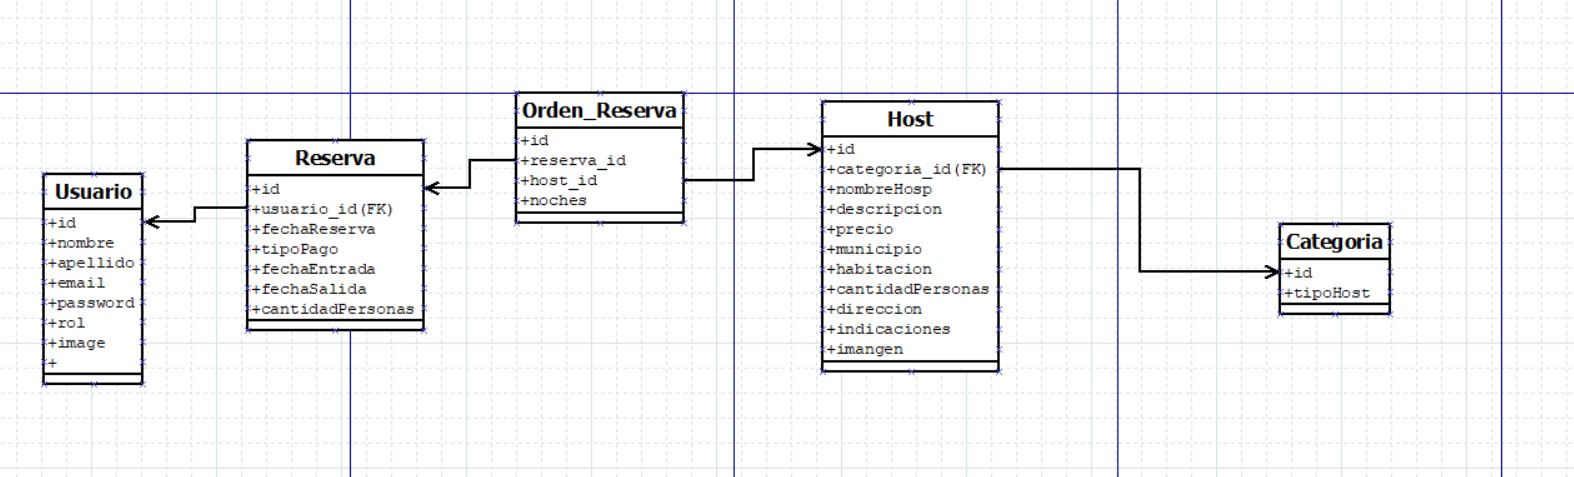 Usuario
+id
+nombre
+apellido
+email
+password
+rol
+image
+
Reserva
+id
+usuario_id(FK)
+fechaReserva
+tipoPago
+fechaEntrada
+fechaSalida
+cantidadPersonas
Orden_Reserva
+id
+reserva_id
+host_id
+noches
Host
+id
+categoria_id(FK)
+nombreHosp
+descripcion
+precio
+municipio
+habitacion
+cantidadPersonas
+direccion
+indicaciones
+imangen
Categoria
+id
+tipoHost